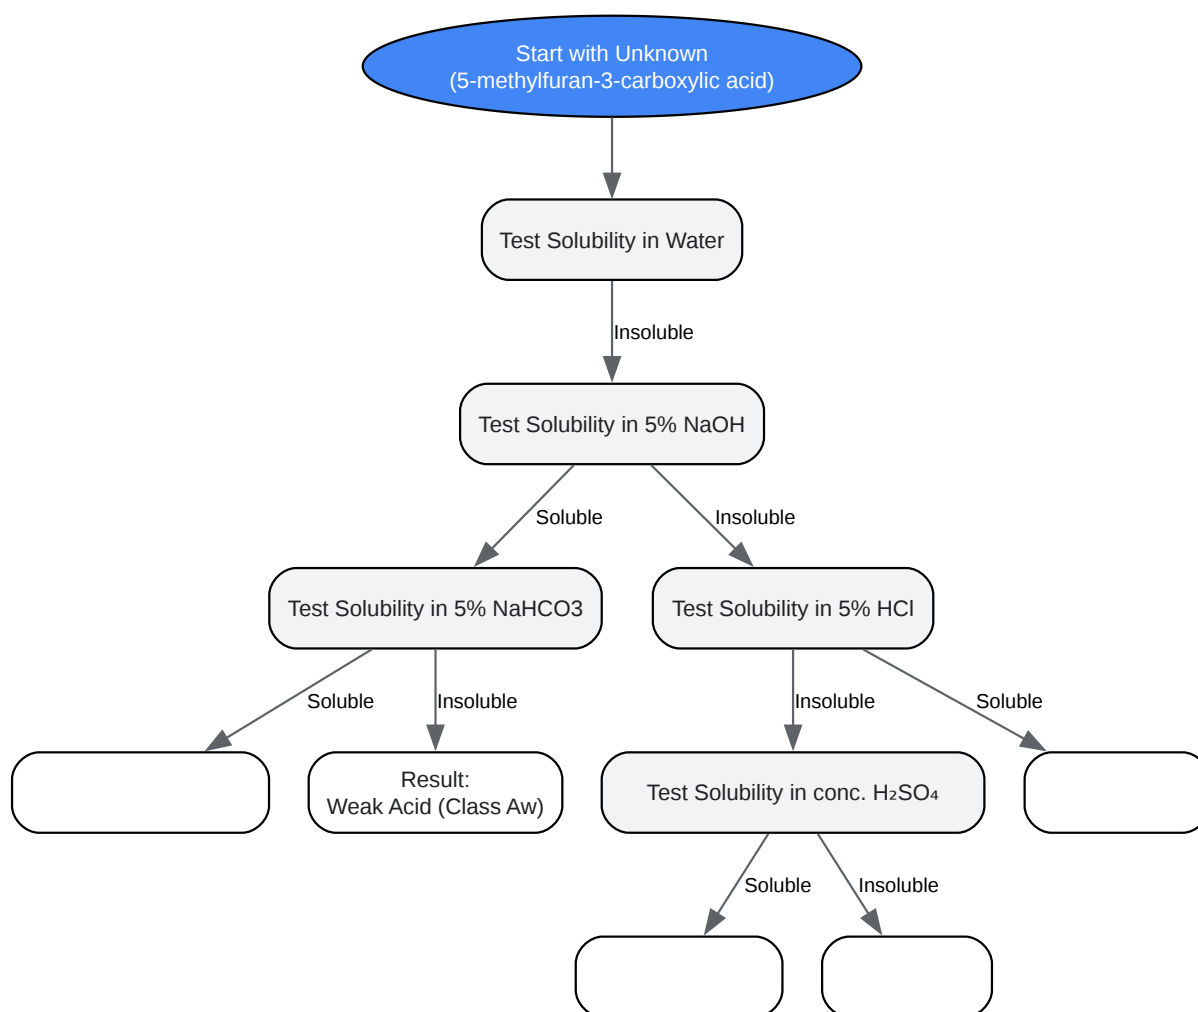 Start with Unknown
(5-methylfuran-3-carboxylic acid)
Test Solubility in Water
Insoluble
Test Solubility in 5% NaOH
Soluble
Insoluble
Test Solubility in 5% NaHCO3
Test Solubility in 5% HCl
Soluble
Insoluble
Insoluble
Soluble
Result:
Weak Acid (Class Aw)
Test Solubility in conc. H₂SO₄
Soluble
Insoluble